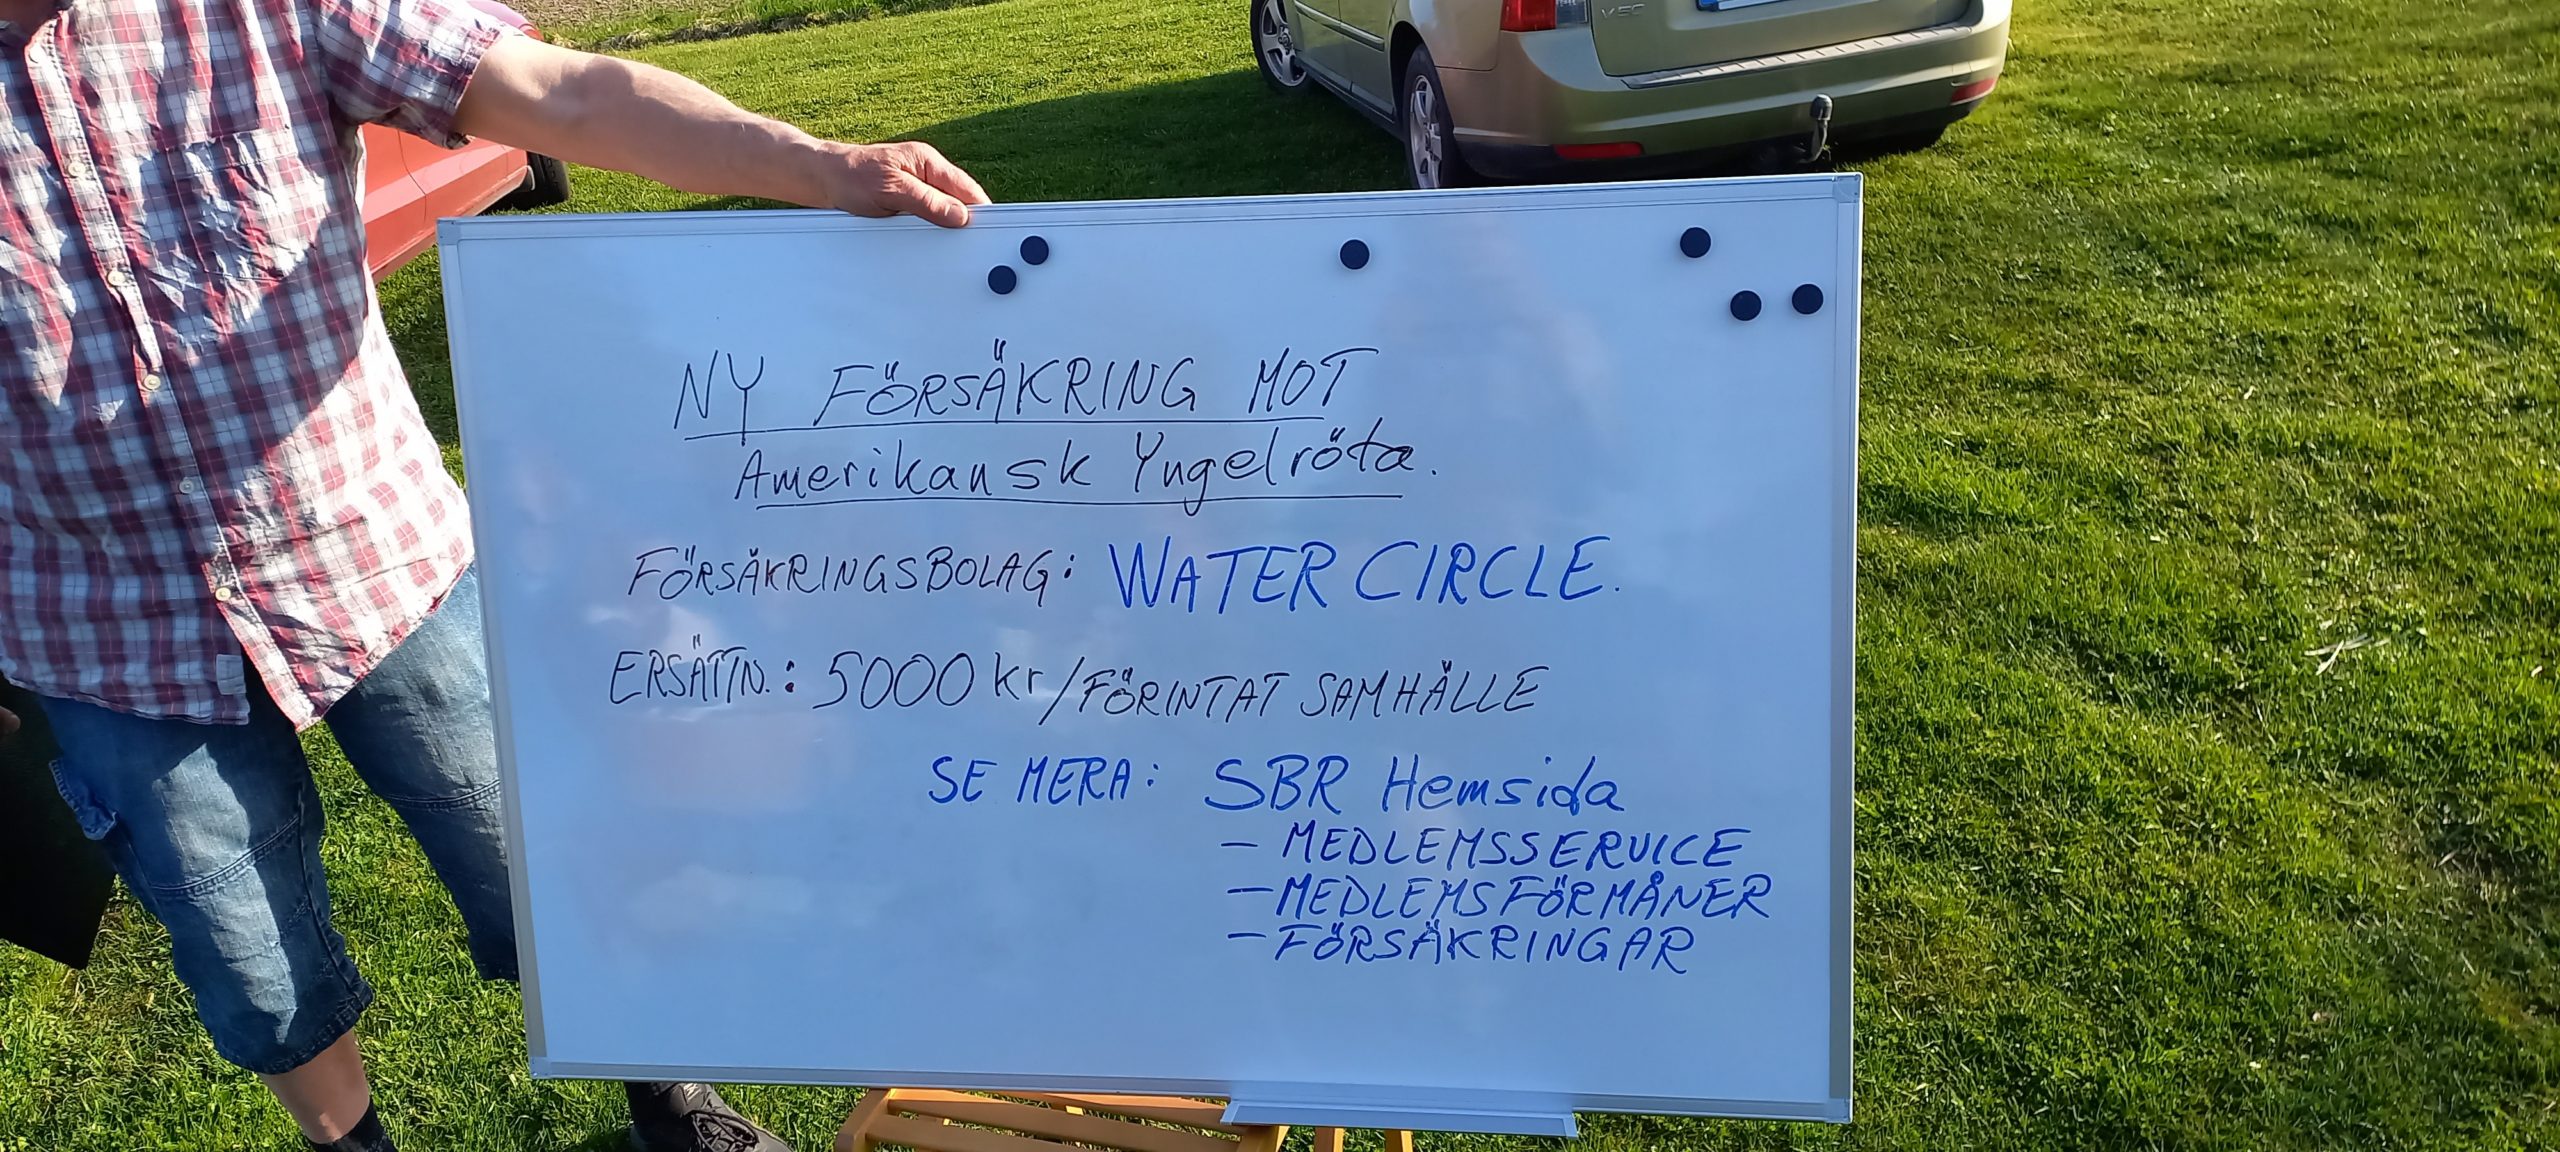 V50
NY FÖRSÄKRING MOT
Amerikansk Yngelröta.
FÖRSÄKRINGSBOLAG: WATER CIRCLE.
ERSÄTTN.: 5000 kr/FÖRINTAT SAMHÄLLE
SE MERA: SBR Hemsida
- MEDLEMSSERVICE
- MEDLEMSFÖRMÅNER
- FÖRSÄKRINGAR